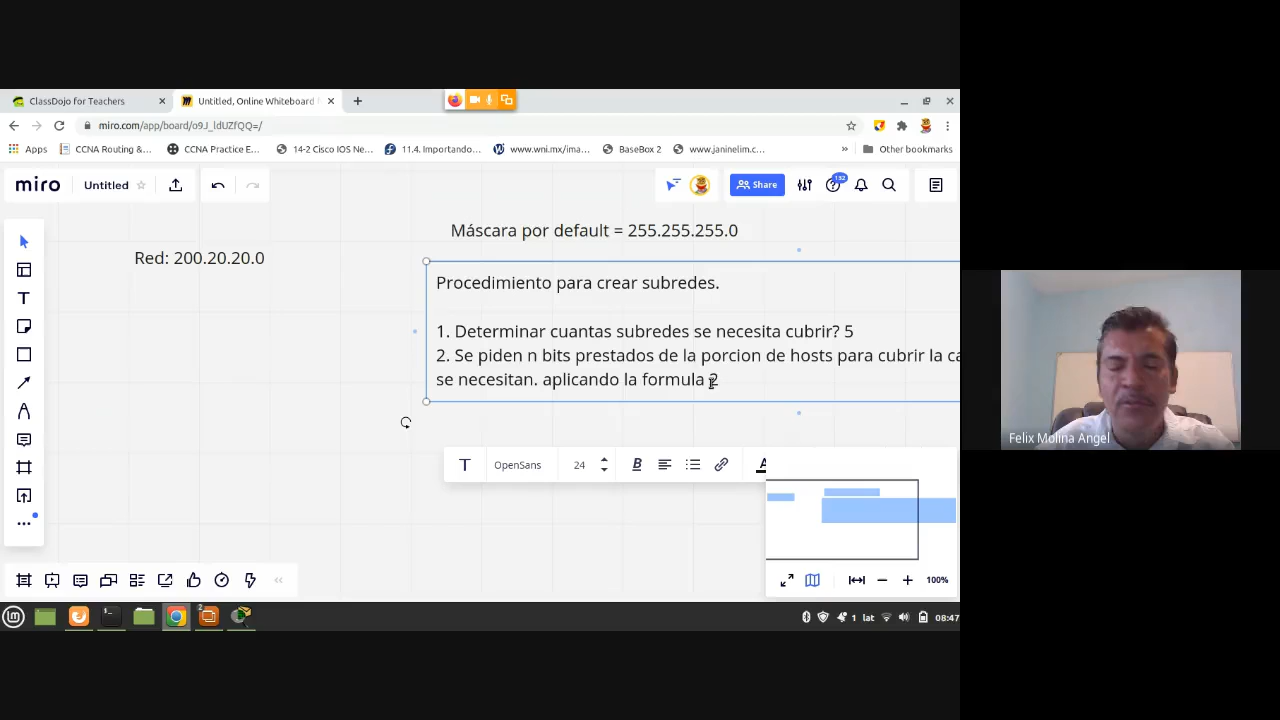 ClassDojo for Teachers
Untitled, Online Whiteboard f
miro.com/app/board/o9J_ldUZfQQ=/
Apps
CCNA Routing &...
CCNA Practice E...
14-2 Cisco IOS Ne...
11.4. Importando...
www.wni.mx/ima...
BaseBox 2
www.janinelim.c...
»
Other bookmarks
miro
Untitled
Share
132
Máscara por default = 255.255.255.0
Red: 200.20.20.0
Procedimiento para crear subredes.
1. Determinar cuantas subredes se necesita cubrir? 5
2. Se piden n bits prestados de la porcion de hosts para cubrir la ca
se necesitan. aplicando la formula 2
Felix Molina Angel
T
OpenSans
24
B
A
100%
2
1 lat
08:47